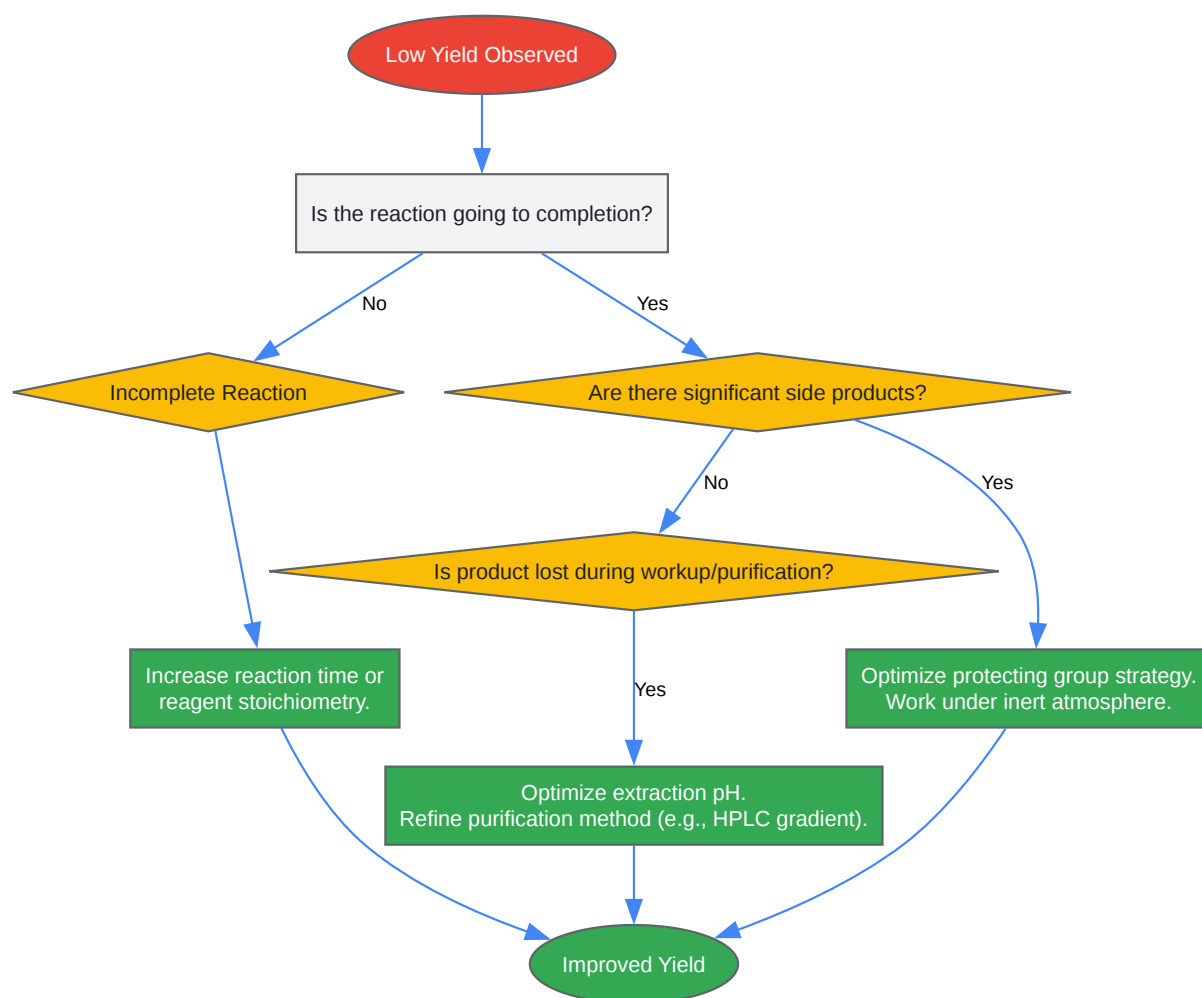 Low Yield Observed
Is the reaction going to completion?
No
Yes
Incomplete Reaction
Are there significant side products?
No
Yes
Is product lost during workup/purification?
Increase reaction time or
reagent stoichiometry.
Yes
Optimize protecting group strategy.
Work under inert atmosphere.
Optimize extraction pH.
Refine purification method (e.g., HPLC gradient).
Improved Yield